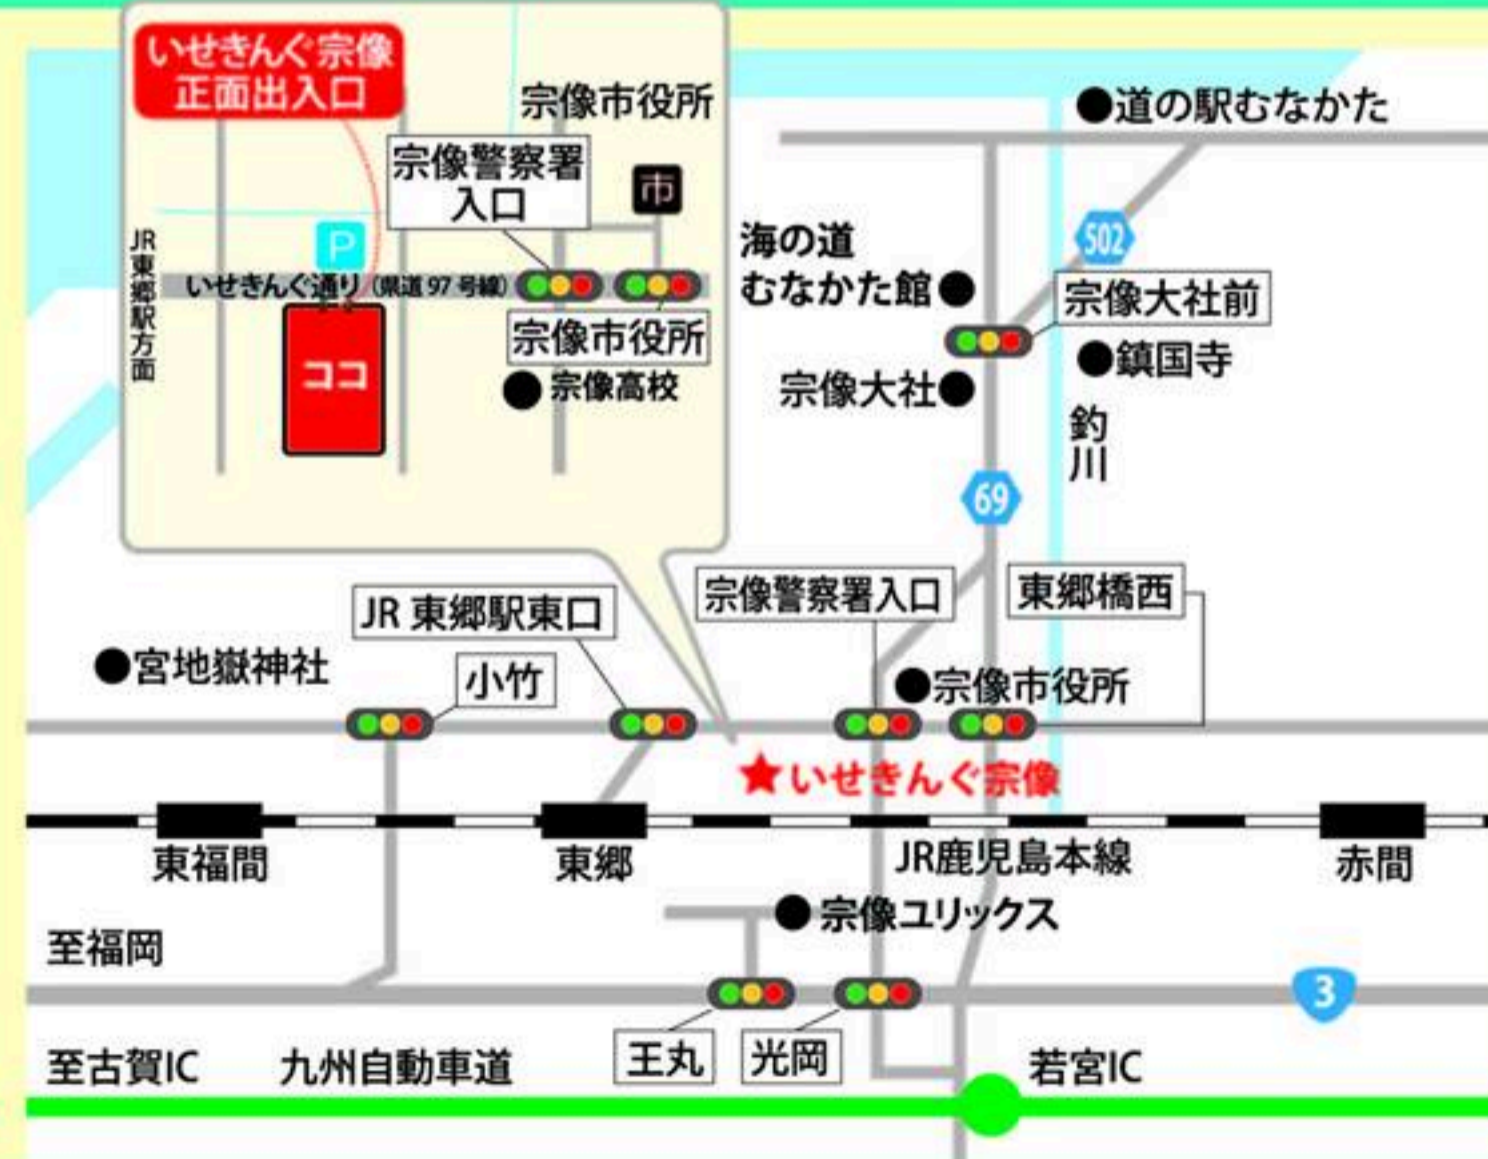 いせきんぐ宗像
正面出入口
宗像市役所
宗像警察署
入口
市
P
JR東郷駅方面
いせきんぐ通り(県道97号線)
宗像市役所
ココ
宗像高校
道の駅むなかた
502
海の道
むなかた館
宗像大社前
鎮国寺
宗像大社
釣川
69
JR東郷駅東口
宗像警察署入口
東郷橋西
宮地嶽神社
小竹
宗像市役所
★いせきんぐ宗像
東福間
東郷
JR鹿児島本線
赤間
宗像ユリックス
至福岡
3
王丸
光岡
至古賀IC
九州自動車道
若宮IC